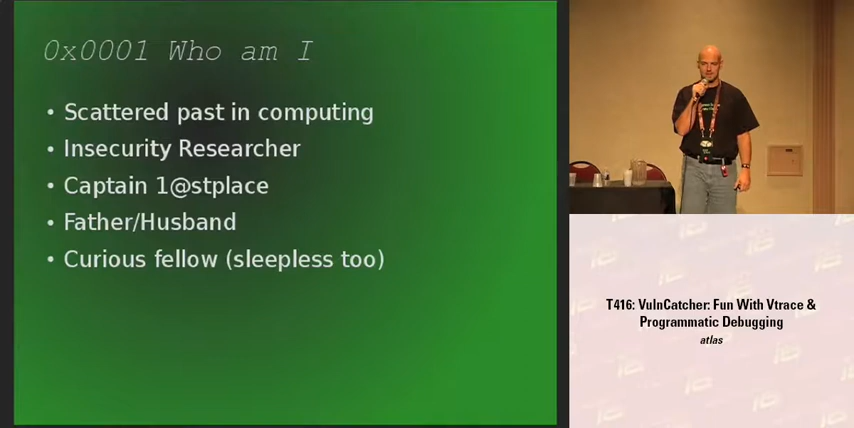 0x0001 Who am I
• Scattered past in computing
• Insecurity Researcher
• Captain 1@stplace
• Father/Husband
• Curious fellow (sleepless too)
T416: VulnCatcher: Fun With Vtrace &
Programmatic Debugging
atlas